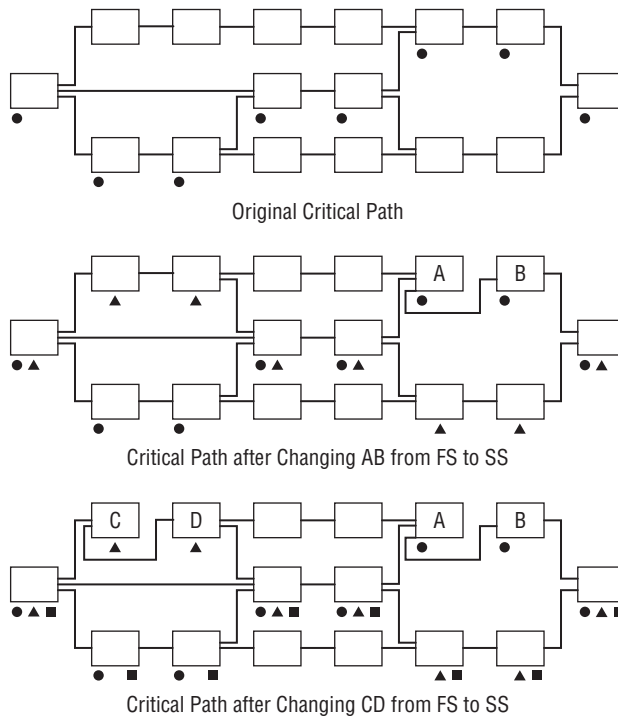 Original Critical Path
A B
Critical Path after Changing AB from FS to SS
C D A B
Critical Path after Changing CD from FS to SS